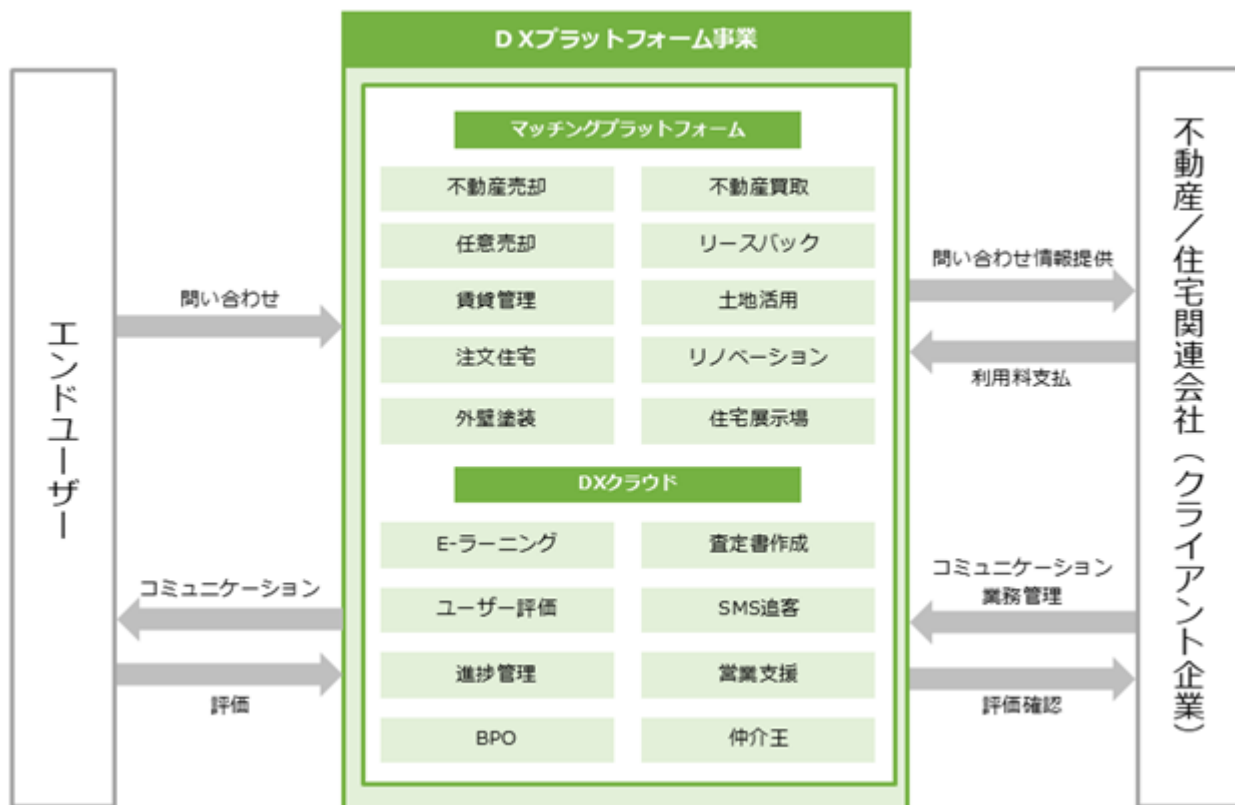 DXプラットフォーム事業
マッチングプラットフォーム
不動産売却
不動産買取
任意売却
リースバック
賃貸管理
土地活用
注文住宅
リノベーション
外壁塗装
住宅展示場
DXクラウド
E-ラーニング
査定書作成
ユーザー評価
SMS追客
進捗管理
営業支援
BPO
仲介王
エンドユーザー
問い合わせ
コミュニケーション
評価
問い合わせ情報提供
利用料支払
コミュニケーション
業務管理
評価確認
不動産/住宅関連会社(クライアント企業)